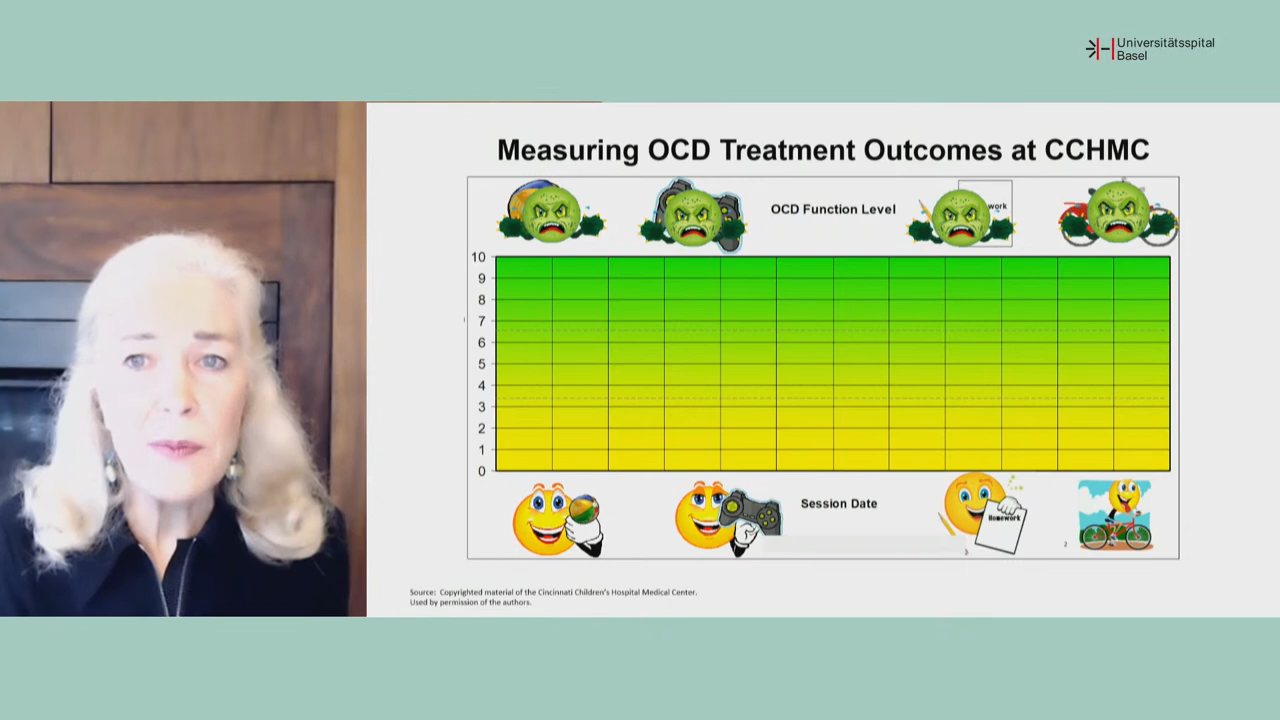 Universitätsspital
Basel
Measuring OCD Treatment Outcomes at CCHMC
OCD Function Level
work
10
9
8
7
6
5
4
3
2
1
0
Session Date
Homework
2
Source: Copyrighted material of the Cincinnati Children's Hospital Medical Center.
Used by permission of the authors.